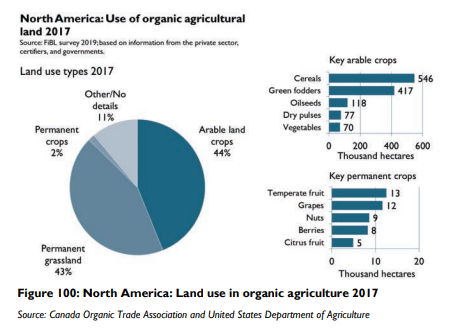 North America: Use of organic agricultural
land 2017
Source: FiBL survey 2019; based on information from the private sector,
certifiers, and governments.
Land use types 2017
Other/No
details
11%
Permanent
crops
2%
Arable land
crops
44%
Permanent
grassland
43%
Key arable crops
Cereals 546
Green fodders 417
Oilseeds 118
Dry pulses 77
Vegetables 70
0 200 400 600
Thousand hectares
Key permanent crops
Temperate fruit 13
Grapes 12
Nuts 9
Berries 8
Citrus fruit 5
0 10 20
Thousand hectares
Figure 100: North America: Land use in organic agriculture 2017
Source: Canada Organic Trade Association and United States Department of Agriculture